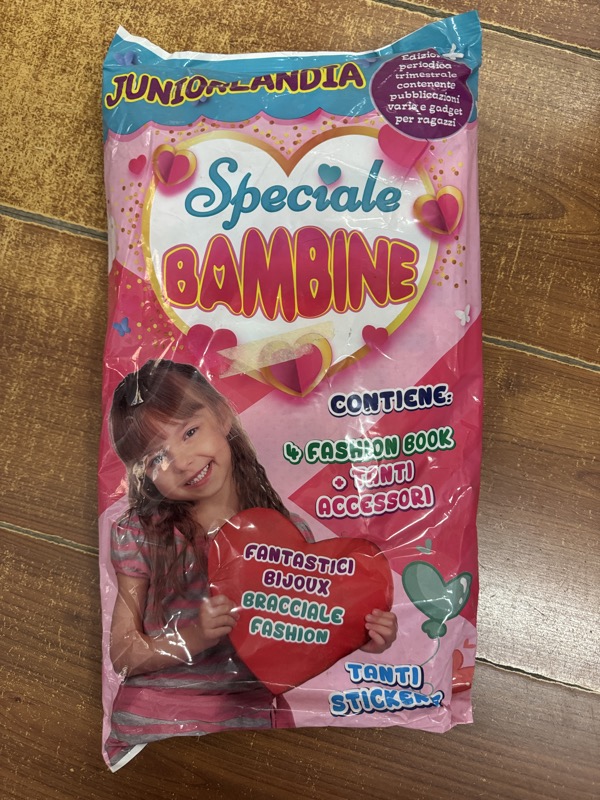 JUNIORLANDIA
Edizione
periodica
trimestrale
contenente
pubblicazioni
varie e gadget
per ragazzi
Speciale
BAMBINE
CONTIENE:
4 FASHION BOOK
+ TANTI
ACCESSORI
FANTASTICI
BIJOUX
BRACCIALE
FASHION
TANTI
STICKERS